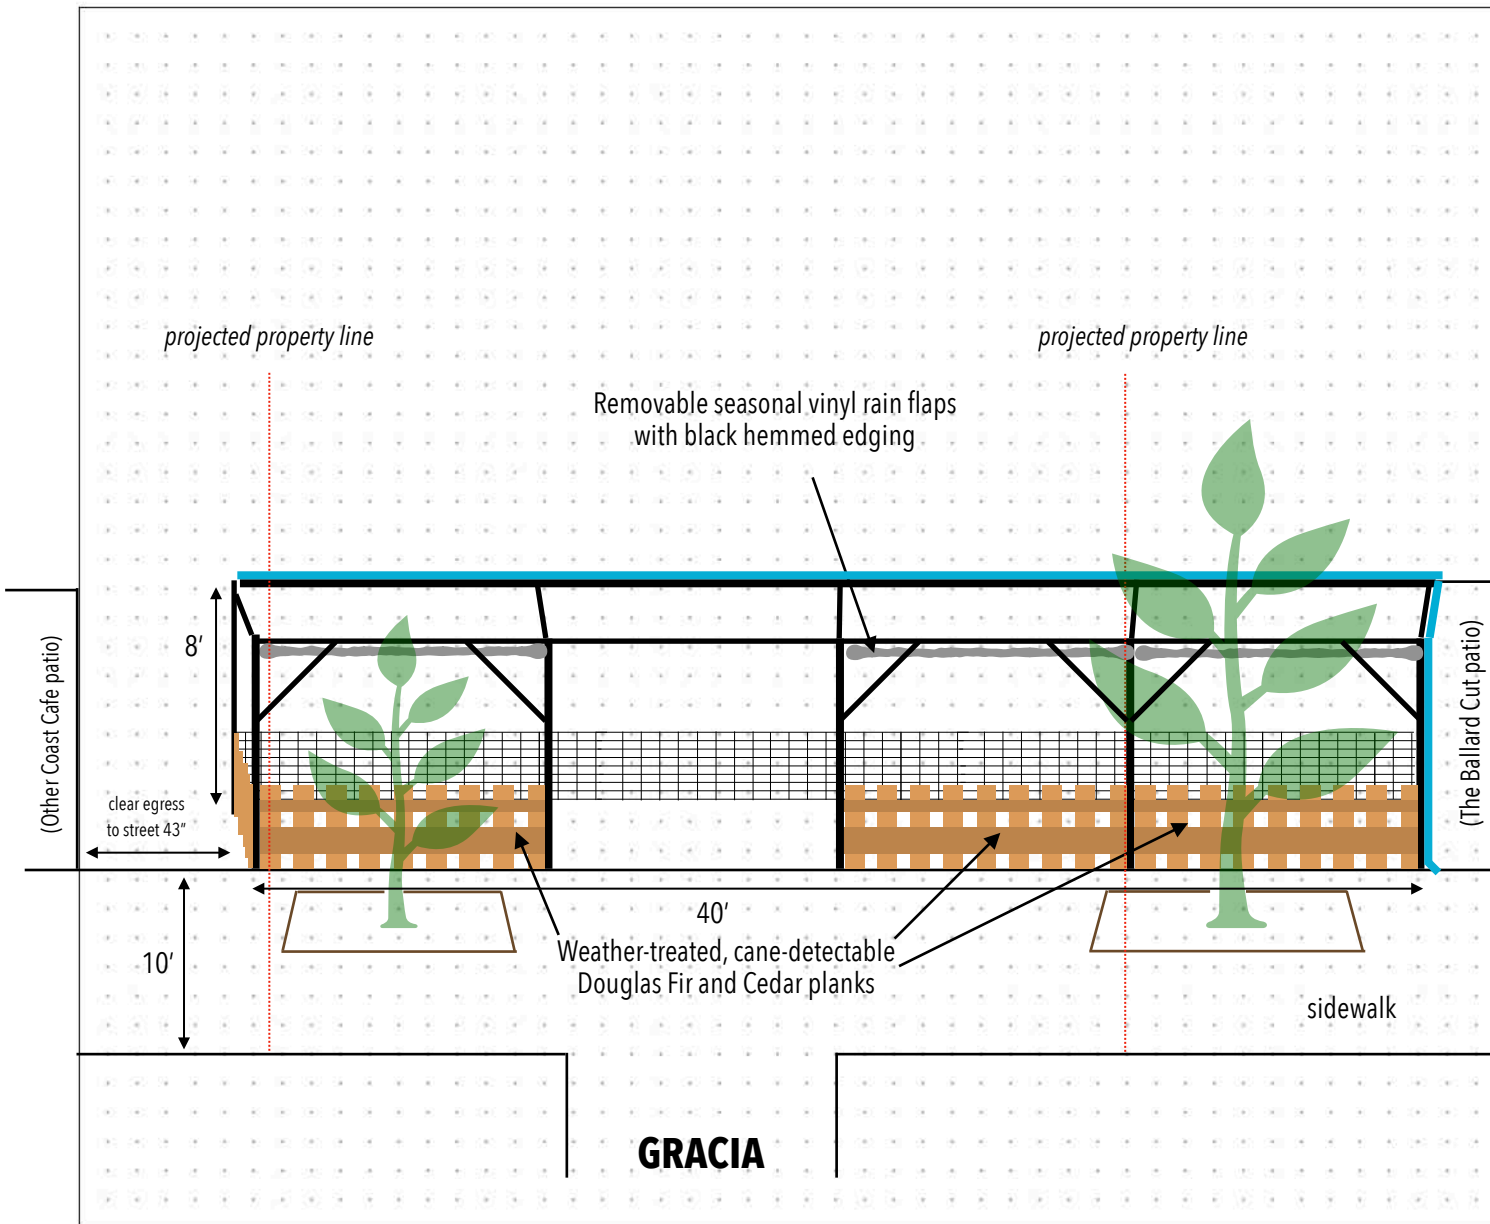 projected property line
projected property line
Removable seasonal vinyl rain flaps
with black hemmed edging
8'
(Other Coast Cafe patio)
(The Ballard Cut patio)
clear egress
to street 43"
40'
10'
Weather-treated, cane-detectable
Douglas Fir and Cedar planks
sidewalk
GRACIA